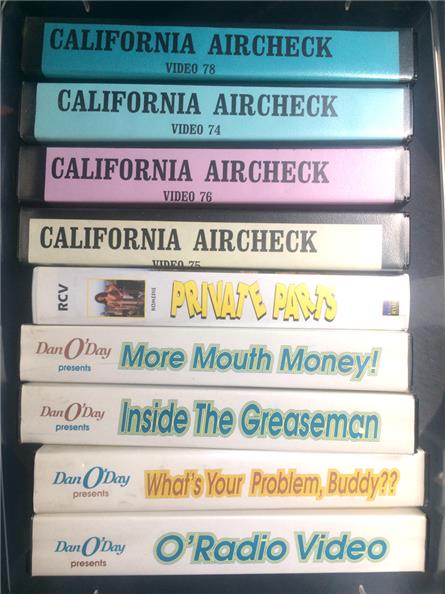 CALIFORNIA AIRCHECK
VIDEO 78
CALIFORNIA AIRCHECK
VIDEO 74
CALIFORNIA AIRCHECK
VIDEO 76
CALIFORNIA AIRCHECK
VIDEO 75
RCV
KOMEDIE
PRIVATE PARTS
Dan O'Day
presents
More Mouth Money!
Dan O'Day
presents
Inside The Greaseman
Dan O'Day
presents
What's Your Problem, Buddy??
Dan O'Day
presents
O'Radio Video